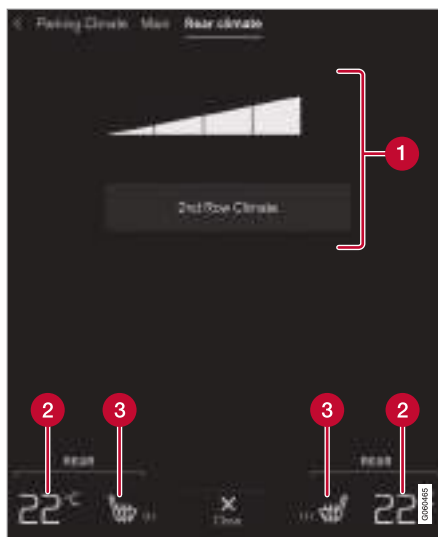 Parking Climate Main Rear climate
1
2nd Row Climate
2 3 3 2
REAR REAR
22°C 22
Close
G060465